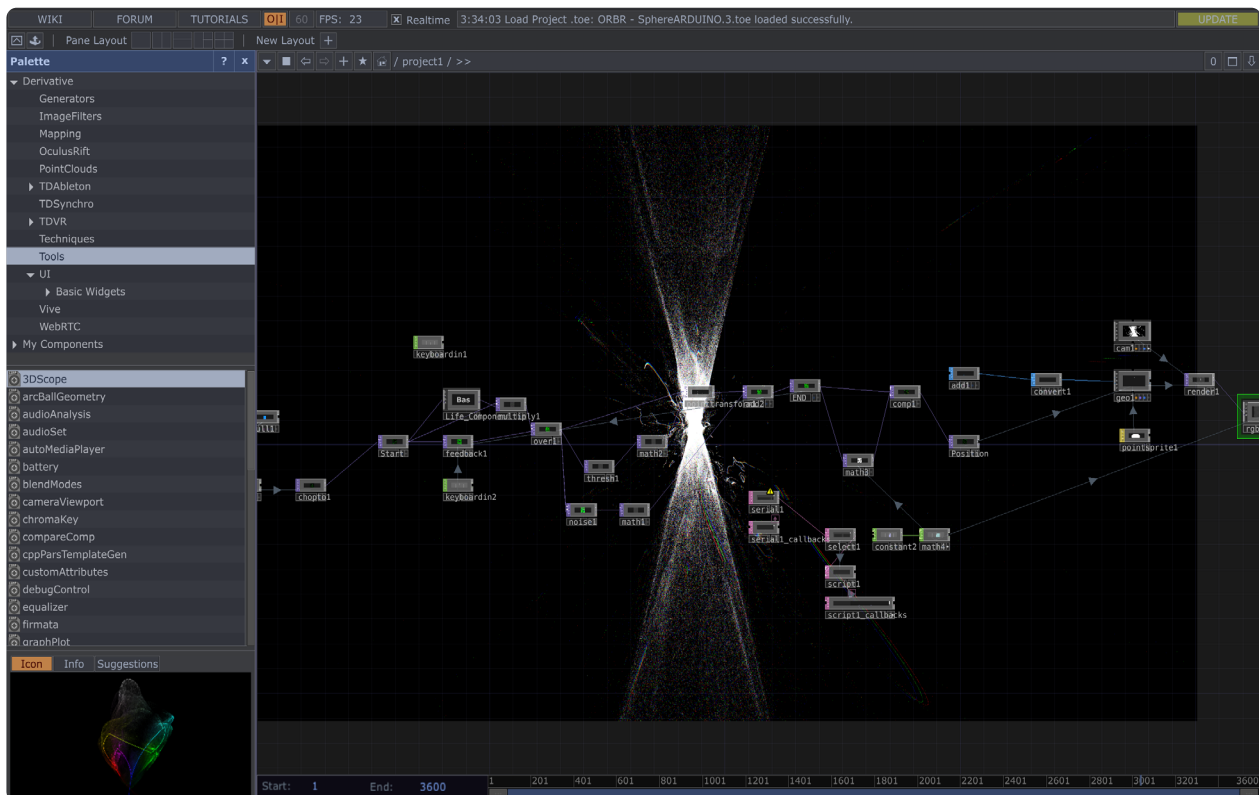 WIKI FORUM TUTORIALS O|I 60 FPS: 23 X Realtime 3:34:03 Load Project .toe: ORBR - SphereARDUINO.3.toe loaded successfully. UPDATE
Pane Layout New Layout +
Palette ? x
/ project1 / >> 0
Derivative
Generators
ImageFilters
Mapping
OculusRift
PointClouds
TDAbleton
TDSynchro
TDVR
Techniques
Tools
UI
Basic Widgets
Vive
WebRTC
My Components
3DScope
arcBallGeometry
audioAnalysis
audioSet
autoMediaPlayer
battery
blendModes
cameraViewport
chromaKey
compareComp
cppParsTemplateGen
customAttributes
debugControl
equalizer
firmata
graphPlot
Icon Info Suggestions
keyboardin1
cam1
add1
convert1
geo1
render1
Bas
multiply1
add2
END
comp1
over1
Start
feedback1
math2
Position
pointsprite1
thresh1
math3
chopto1
keyboardin2
noise1
math1
serial1
serial1_callbacks
select1
constant2
math4
script1
script1_callbacks
Start: 1 End: 3600
1 201 401 601 801 1001 1201 1401 1601 1801 2001 2201 2401 2601 2801 3001 3201 3600